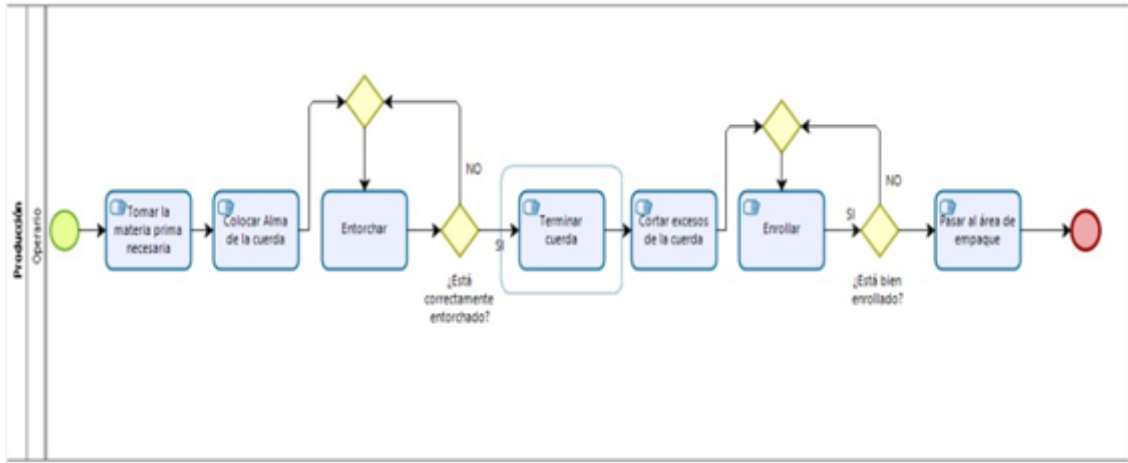 Producción
Operario
Tomar la
materia prima
necesaria
Colocar Alma
de la cuerda
Entorchar
NO
¿Está
correctamente
entorchado?
SI
Terminar
cuerda
Cortar excesos
de la cuerda
Enrollar
SI
NO
¿Está bien
enrollado?
Pasar al área de
empaque